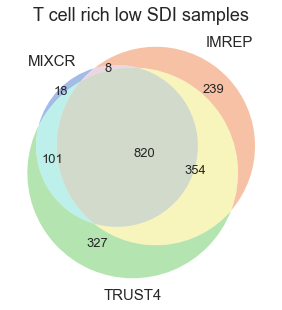 T cell rich low SDI samples
IMREP
MIXCR
8
18
239
101
820
354
327
TRUST4